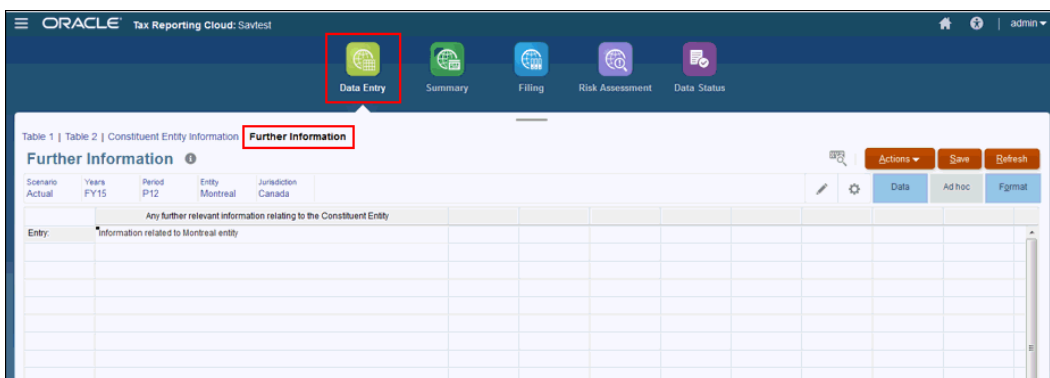 ORACLE Tax Reporting Cloud: Savtest
admin
Data Entry Summary Filing Risk Assessment Data Status
Table 1 | Table 2 | Constituent Entity Information Further Information
Further Information
Actions Save Refresh
Scenario Years Period Entity Jurisdiction
Actual FY15 P12 Montreal Canada
Data Ad hoc Format
Any further relevant information relating to the Constituent Entity
Entry: Information related to Montreal entity